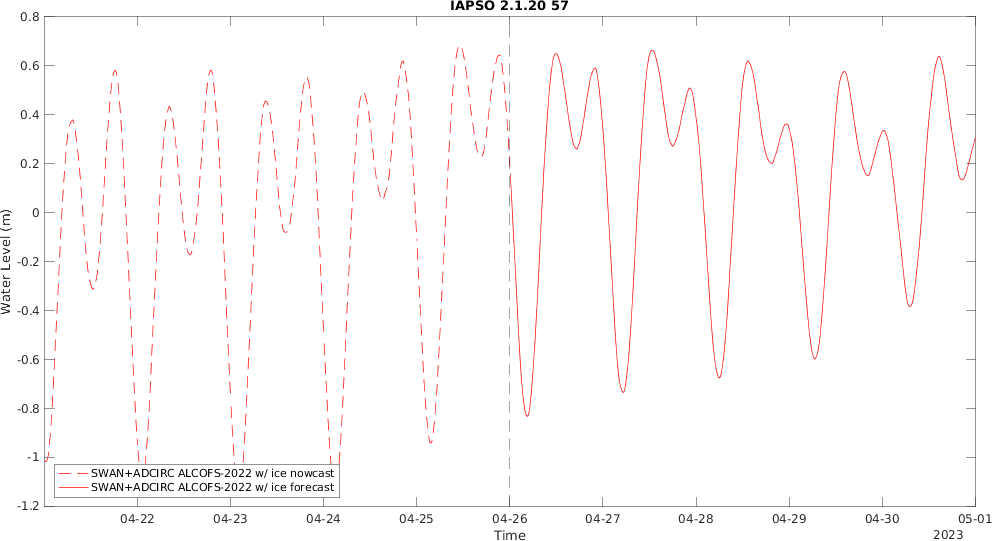 IAPSO 2.1.20 57
0.8
0.6
0.4
0.2
0
-0.2
-0.4
-0.6
-0.8
-1
-1.2
Water Level (m)
SWAN+ADCIRC ALCOFS-2022 w/ ice nowcast
SWAN+ADCIRC ALCOFS-2022 w/ ice forecast
04-22 04-23 04-24 04-25 04-26 04-27 04-28 04-29 04-30 05-01
Time
2023